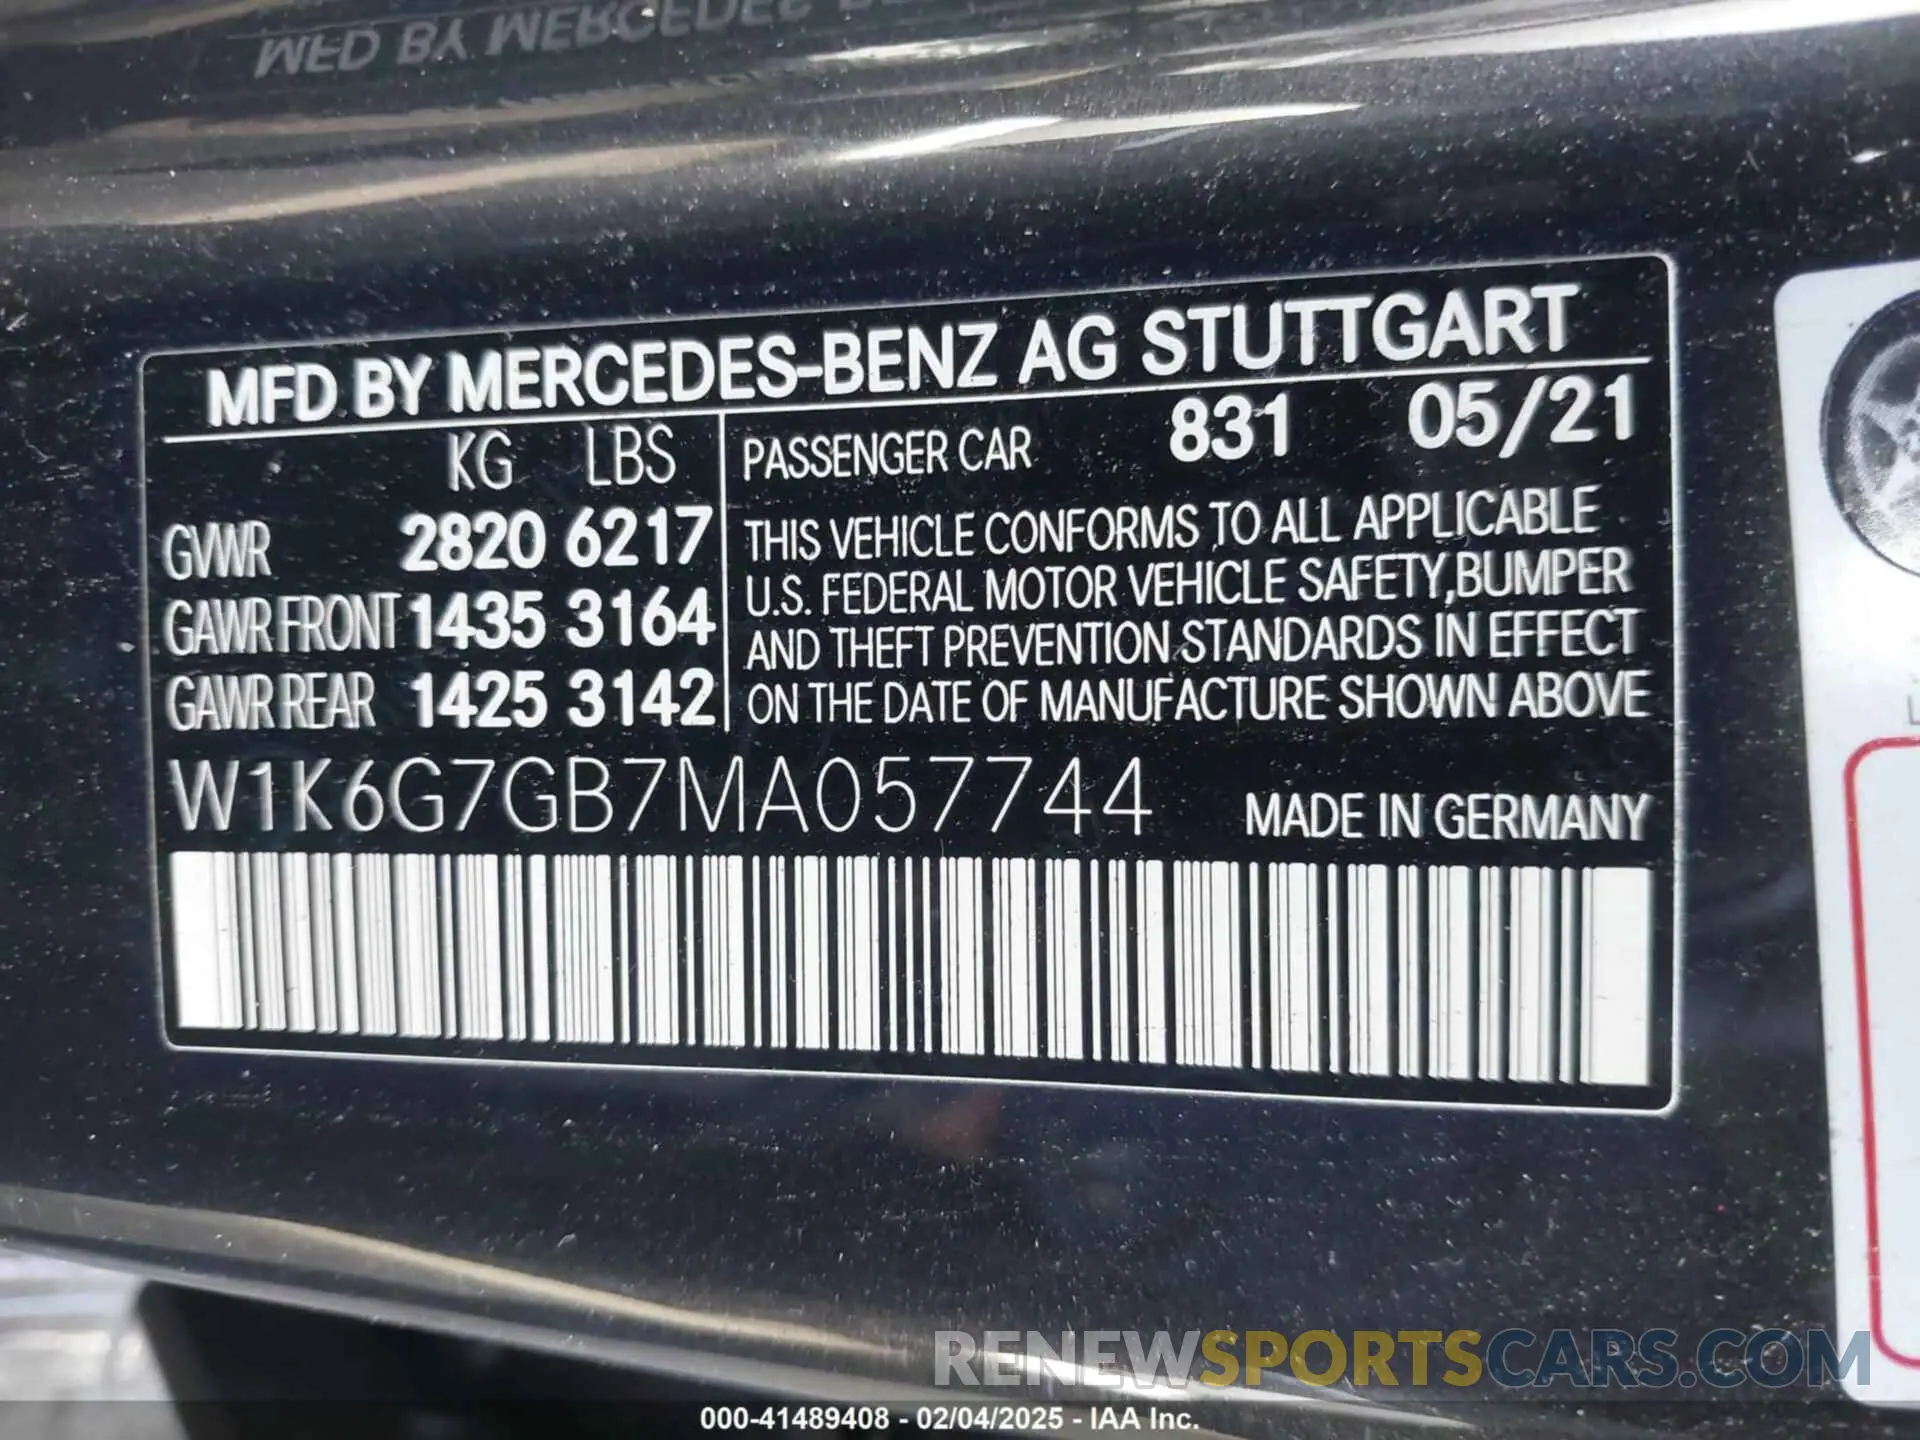 MFD BY MERCEDES-BENZ AG STUTTGART
KG LBS
GVWR 2820 6217
GAWR FRONT 1435 3164
GAWR REAR 1425 3142
PASSENGER CAR 831 05/21
THIS VEHICLE CONFORMS TO ALL APPLICABLE
U.S. FEDERAL MOTOR VEHICLE SAFETY, BUMPER
AND THEFT PREVENTION STANDARDS IN EFFECT
ON THE DATE OF MANUFACTURE SHOWN ABOVE
W1K6G7GB7MA057744 MADE IN GERMANY
RENEWSPORTSCARS.COM
000-41489408 - 02/04/2025 - IAA Inc.